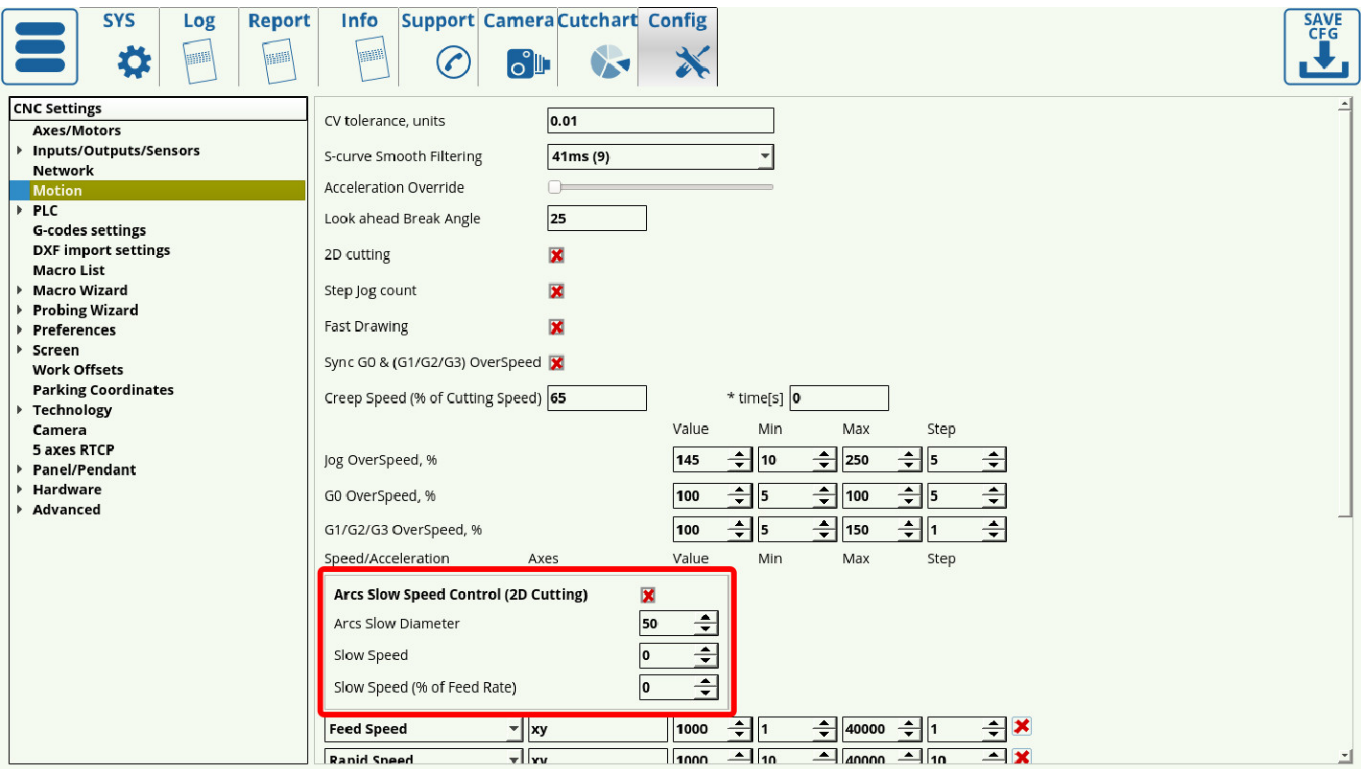 SYS Log Report Info Support Camera Cutchart Config SAVE CFG
CNC Settings
Axes/Motors
Inputs/Outputs/Sensors
Network
Motion
PLC
G-codes settings
DXF import settings
Macro List
Macro Wizard
Probing Wizard
Preferences
Screen
Work Offsets
Parking Coordinates
Technology
Camera
5 axes RTCP
Panel/Pendant
Hardware
Advanced
CV tolerance, units 0.01
S-curve Smooth Filtering 41ms (9)
Acceleration Override
Look ahead Break Angle 25
2D cutting
Step Jog count
Fast Drawing
Sync G0 & (G1/G2/G3) OverSpeed
Creep Speed (% of Cutting Speed) 65 * time[s] 0
Value Min Max Step
Jog OverSpeed, % 145 10 250 5
G0 OverSpeed, % 100 5 100 5
G1/G2/G3 OverSpeed, % 100 5 150 1
Speed/Acceleration Axes Value Min Max Step
Arcs Slow Speed Control (2D Cutting)
Arcs Slow Diameter 50
Slow Speed 0
Slow Speed (% of Feed Rate) 0
Feed Speed xy 1000 1 40000 1
Rapid Speed xy 1000 10 40000 10